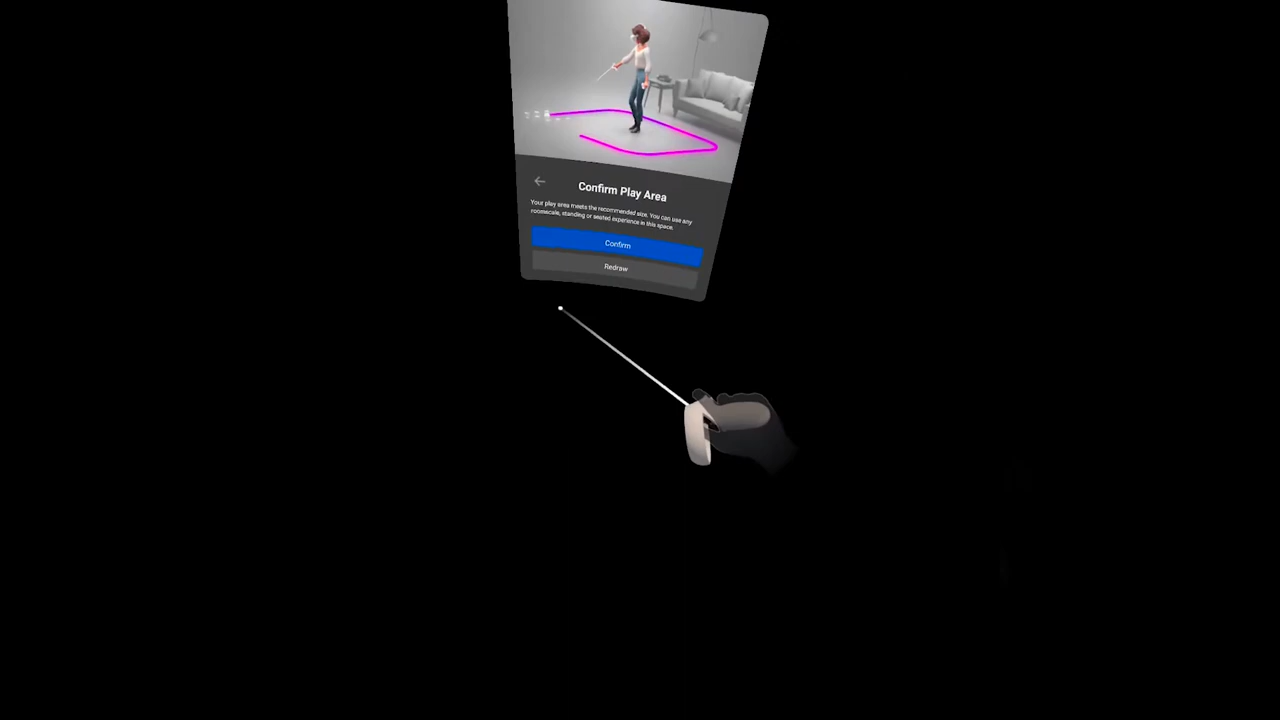 Confirm Play Area
Your play area meets the recommended size. You can use any
roomscale, standing or seated experience in this space.
Confirm
Redraw